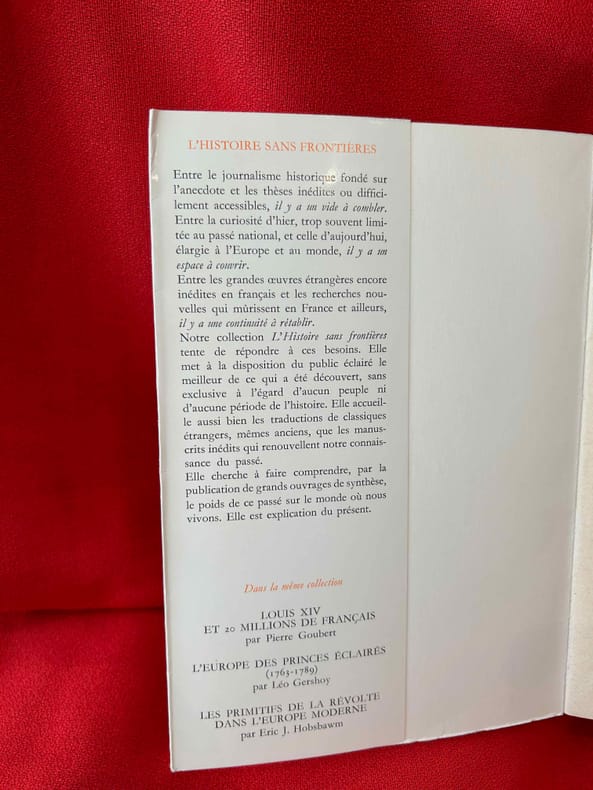 L'HISTOIRE SANS FRONTIÈRES
Entre le journalisme historique fondé sur
l'anecdote et les thèses inédites ou diffici-
lement accessibles, il y a un vide à combler.
Entre la curiosité d'hier, trop souvent limi-
tée au passé national, et celle d'aujourd'hui,
élargie à l'Europe et au monde, il y a un
espace à couvrir.
Entre les grandes œuvres étrangères encore
inédites en français et les recherches nou-
velles qui mûrissent en France et ailleurs,
il y a une continuité à rétablir.
Notre collection L'Histoire sans frontières
tente de répondre à ces besoins. Elle
met à la disposition du public éclairé le
meilleur de ce qui a été découvert, sans
exclusive à l'égard d'aucun peuple ni
d'aucune période de l'histoire. Elle accueil-
le aussi bien les traductions de classiques
étrangers, mêmes anciens, que les manus-
crits inédits qui renouvellent notre connais-
sance du passé.
Elle cherche à faire comprendre, par la
publication de grands ouvrages de synthèse,
le poids de ce passé sur le monde où nous
vivons. Elle est explication du présent.
Dans la même collection
LOUIS XIV
ET 20 MILLIONS DE FRANÇAIS
par Pierre Goubert
L'EUROPE DES PRINCES ÉCLAIRÉS
(1763-1789)
par Léo Gershoy
LES PRIMITIFS DE LA RÉVOLTE
DANS L'EUROPE MODERNE
par Eric J. Hobsbawm